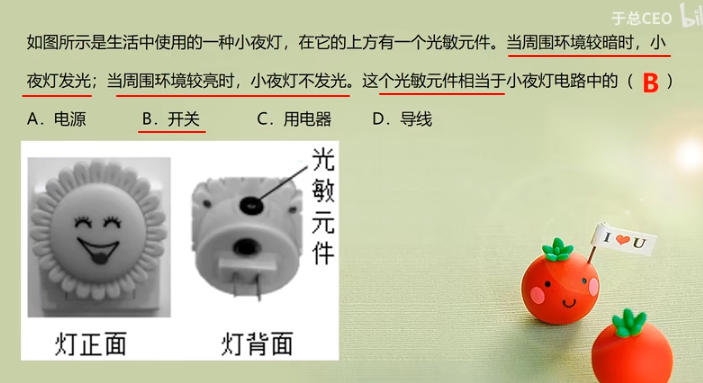 于总CEO bili
如图所示是生活中使用的一种小夜灯，在它的上方有一个光敏元件。当周围环境较暗时，小
夜灯发光；当周围环境较亮时，小夜灯不发光。这个光敏元件相当于小夜灯电路中的（ B ）
A．电源 B．开关 C．用电器 D．导线
光敏元件
灯正面 灯背面
I ❤ U